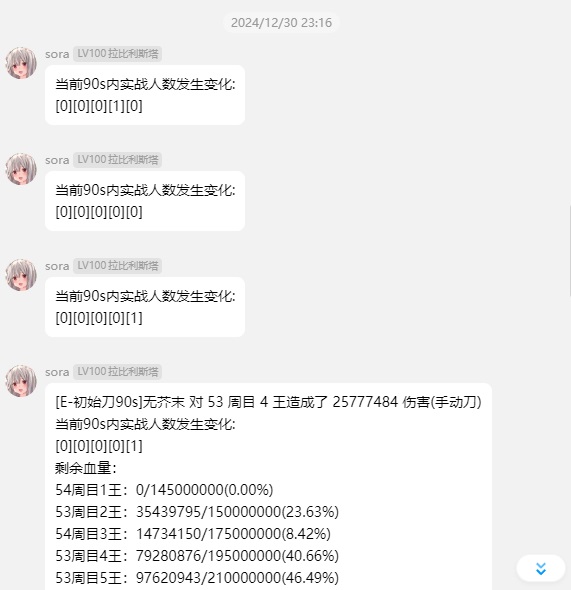 2024/12/30 23:16
sora LV100 拉比利斯塔
当前90s内实战人数发生变化:
[0][0][0][1][0]
sora LV100 拉比利斯塔
当前90s内实战人数发生变化:
[0][0][0][0][0]
sora LV100 拉比利斯塔
当前90s内实战人数发生变化:
[0][0][0][0][1]
sora LV100 拉比利斯塔
[E-初始刀90s]无芥末 对 53 周目 4 王造成了 25777484 伤害(手动刀)
当前90s内实战人数发生变化:
[0][0][0][0][1]
剩余血量：
54周目1王：0/145000000(0.00%)
53周目2王：35439795/150000000(23.63%)
54周目3王：14734150/175000000(8.42%)
53周目4王：79280876/195000000(40.66%)
53周目5王：97620943/210000000(46.49%)